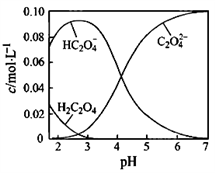 c/mol·L⁻¹
0.10
0.08
0.06
0.04
0.02
0
HC₂O₄⁻
C₂O₄²⁻
H₂C₂O₄
2 3 4 5 6 7
pH